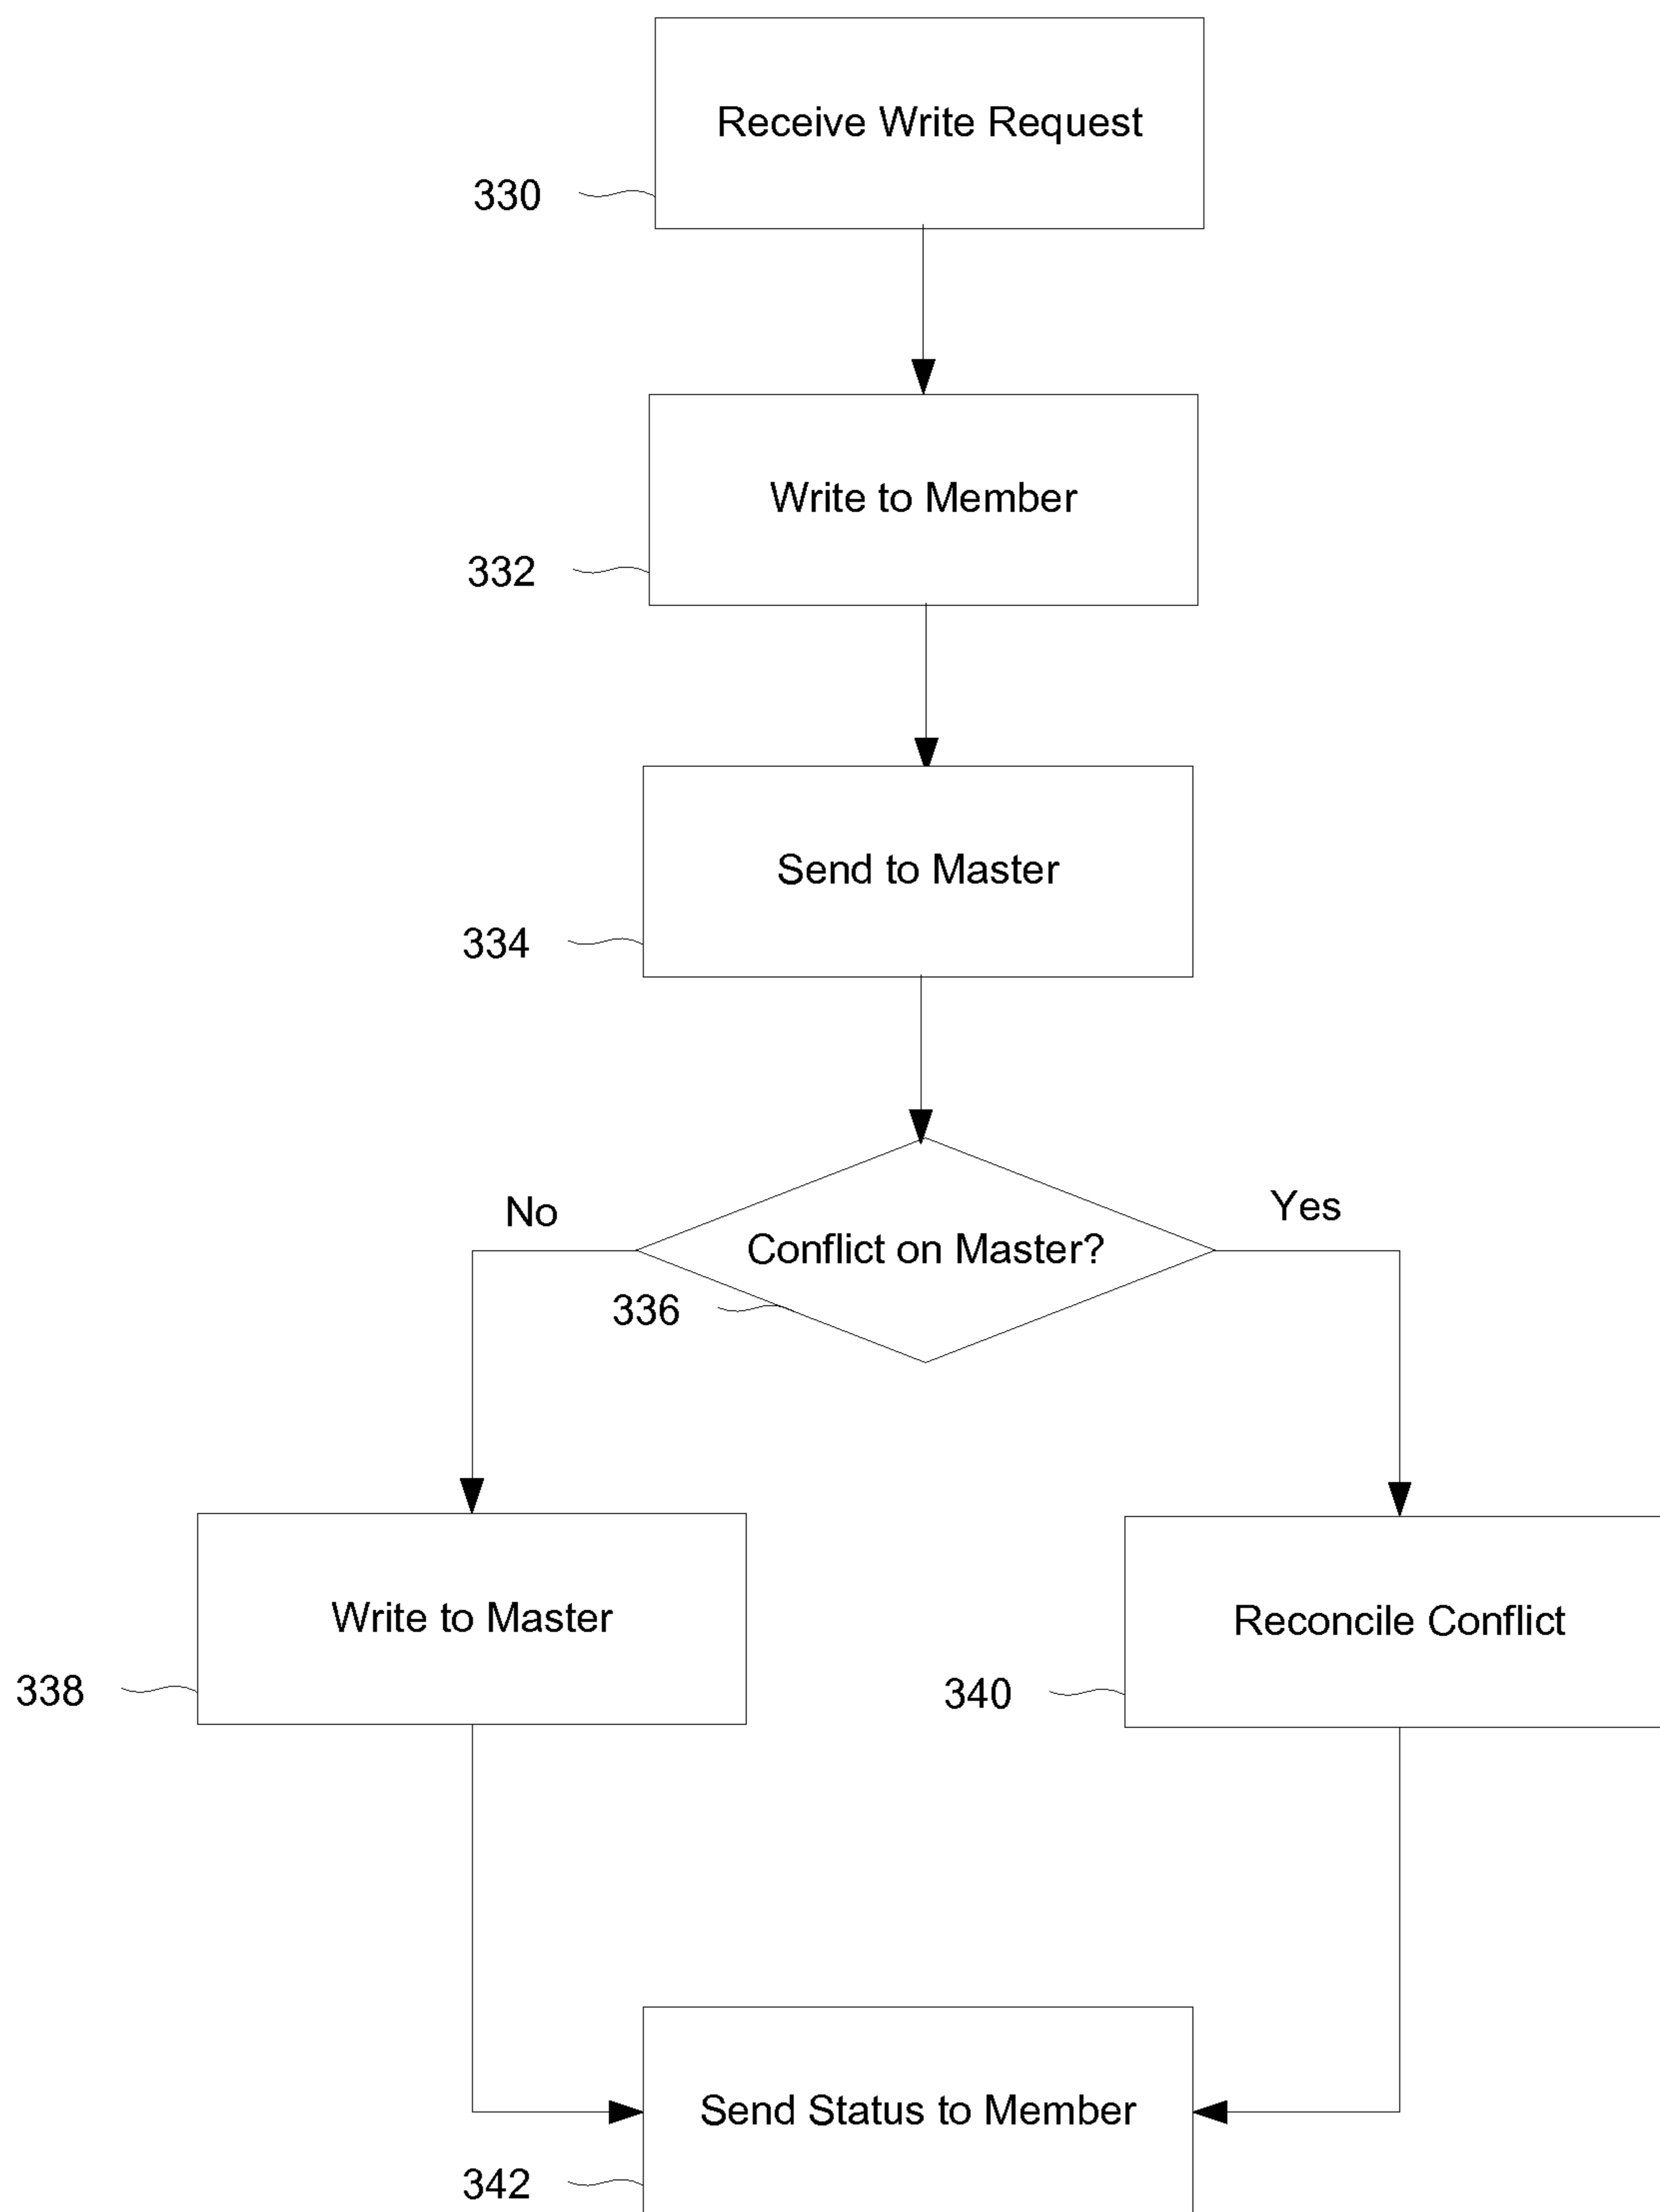 Receive Write Request
330
Write to Member
332
Send to Master
334
No
Yes
Conflict on Master?
336
Write to Master
338
Reconcile Conflict
340
Send Status to Member
342